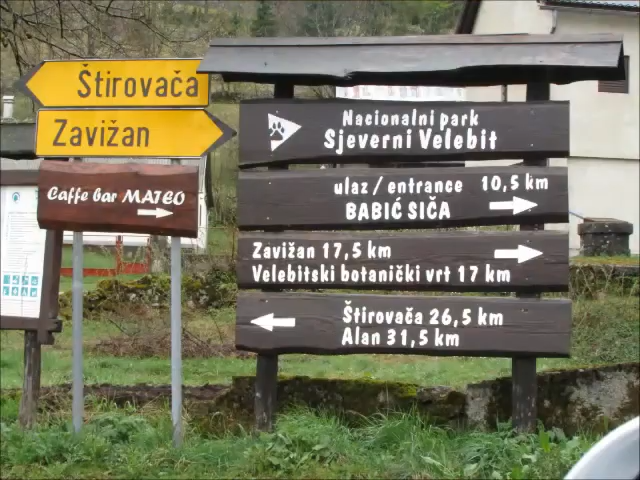 Štirovača
Zavižan
Caffe bar MATEO
Nacionalni park
Sjeverni Velebit
ulaz/entrance 10,5 km
BABIĆ SIČA
Zavižan 17,5 km
Velebitski botanički vrt 17 km
Štirovača 26,5 km
Alan 31,5 km